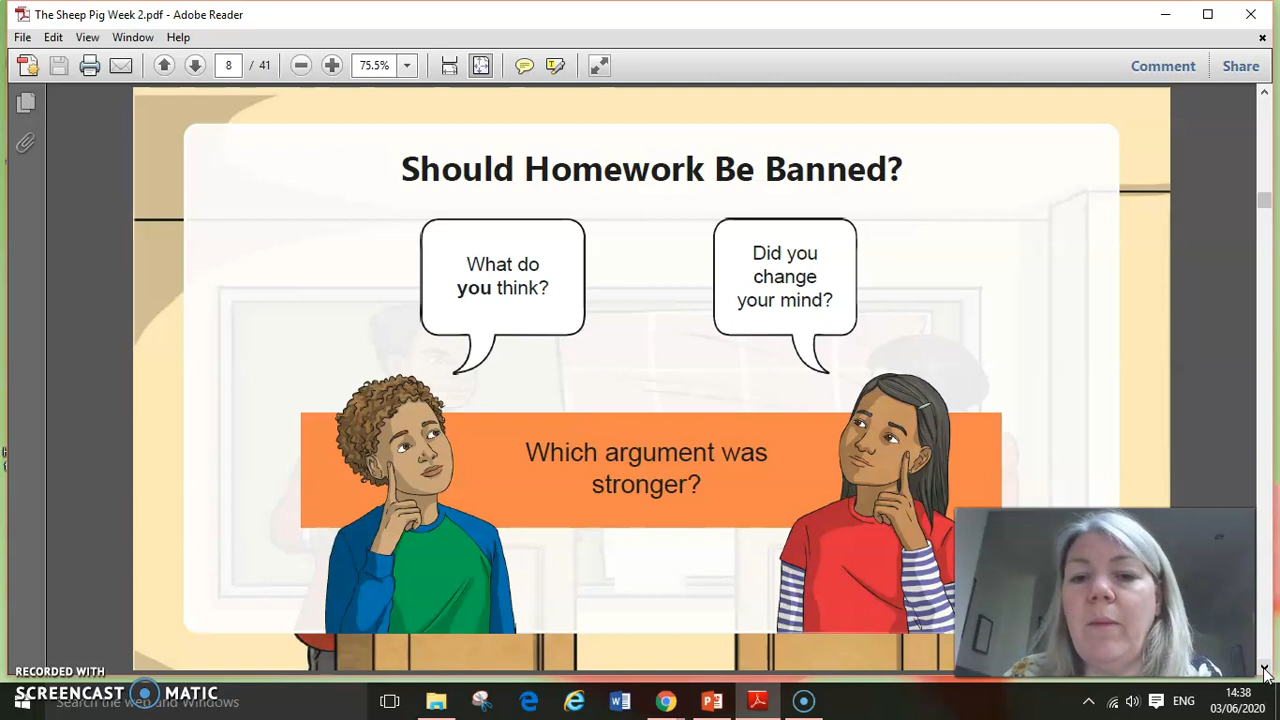 The Sheep Pig Week 2.pdf - Adobe Reader
File Edit View Window Help
8 / 41
75.5%
Comment
Share
Should Homework Be Banned?
What do
you think?
Did you
change
your mind?
Which argument was
stronger?
RECORDED WITH
SCREENCAST MATIC
Search the web and Windows
ENG
14:38
03/06/2020